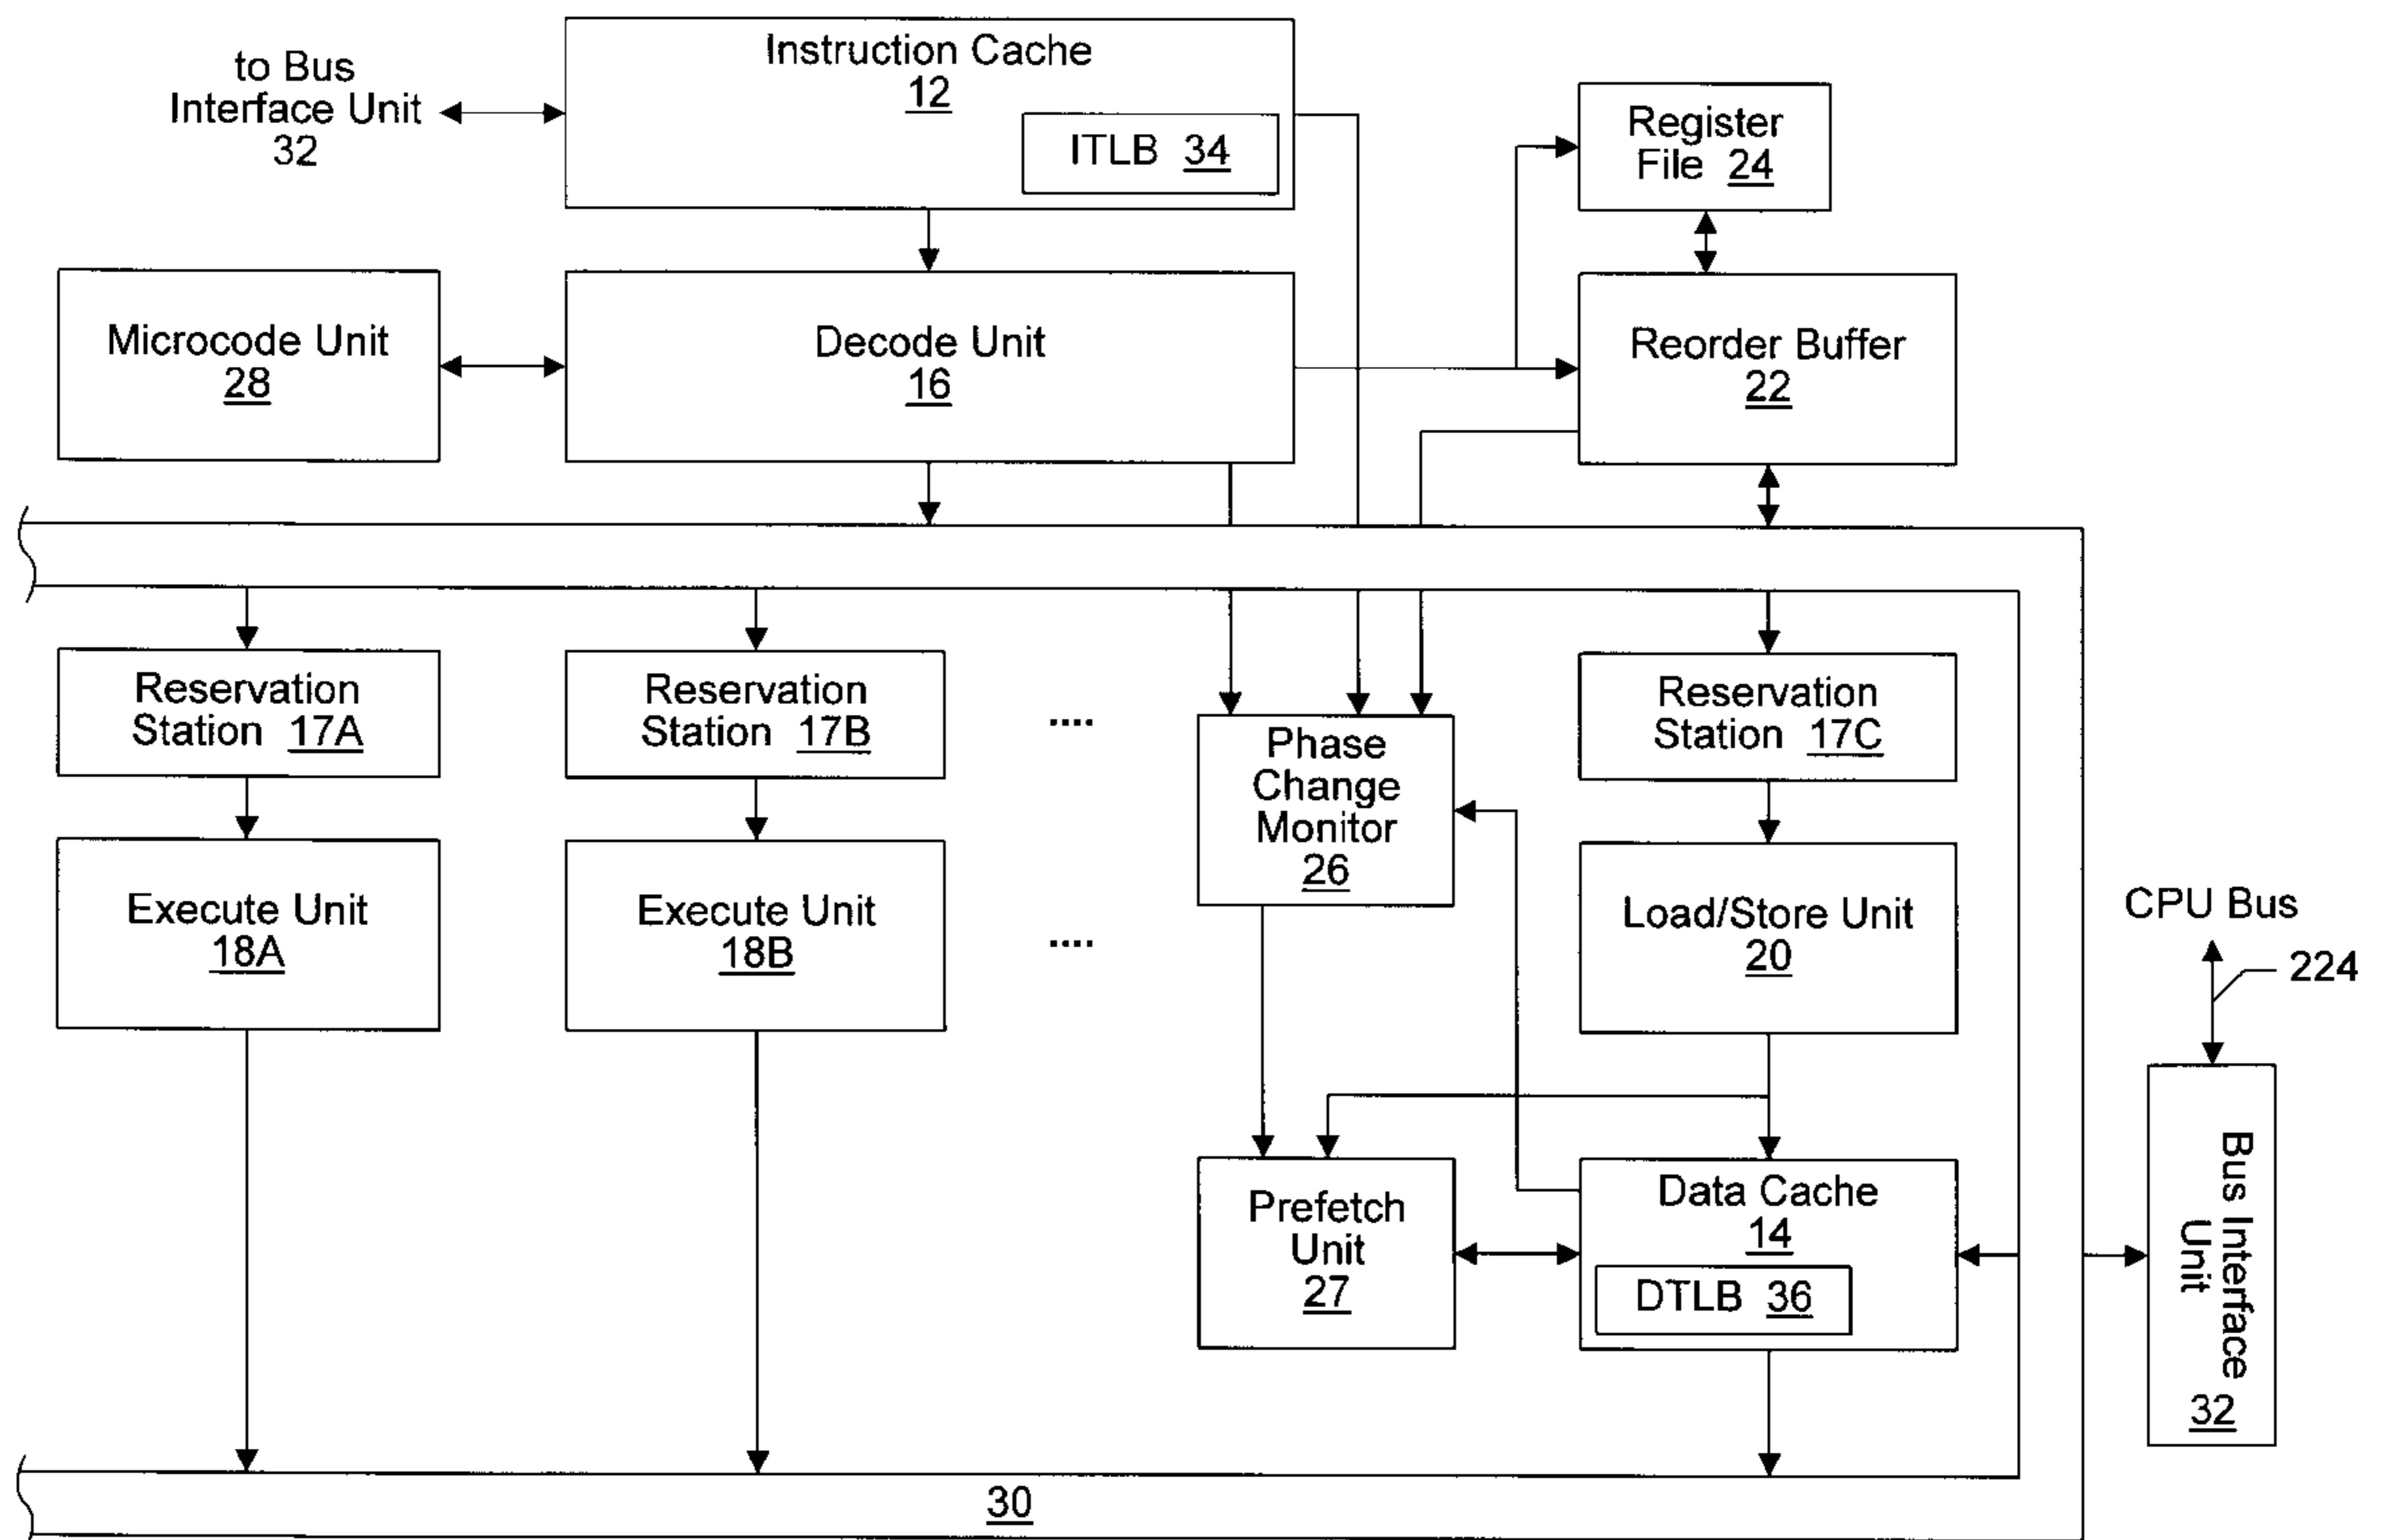 Instruction Cache
12
ITLB 34
to Bus
Interface Unit
32
Register
File 24
Microcode Unit
28
Decode Unit
16
Reorder Buffer
22
Reservation
Station 17A
Reservation
Station 17B
....
Phase
Change
Monitor
26
Reservation
Station 17C
Execute Unit
18A
Execute Unit
18B
....
Load/Store Unit
20
CPU Bus
224
Prefetch
Unit
27
Data Cache
14
DTLB 36
Bus Interface
Unit
32
30